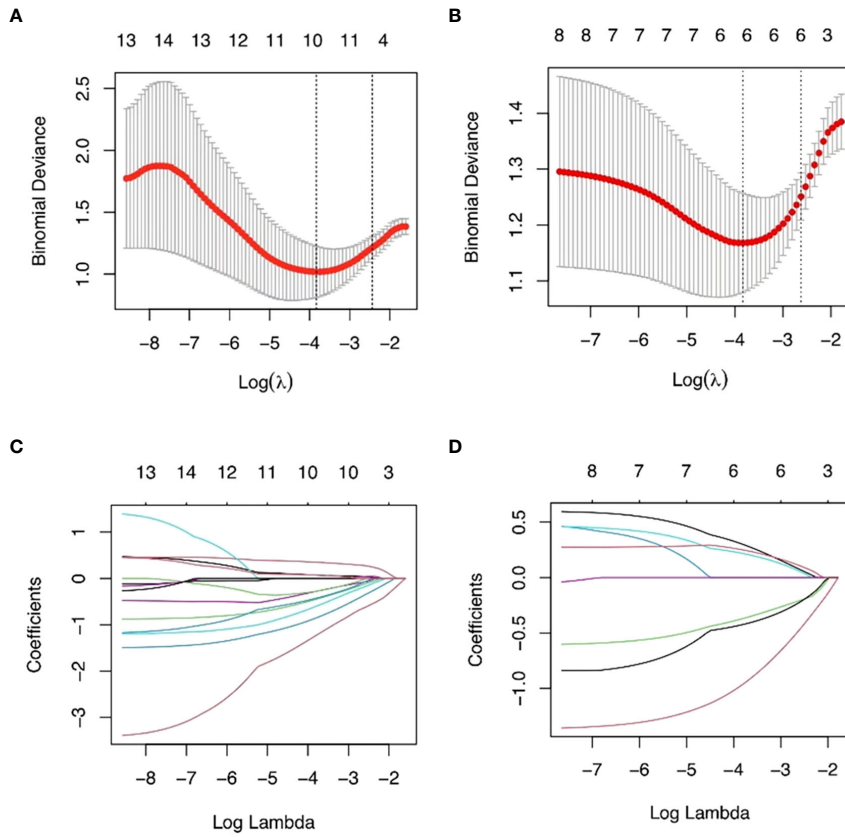 A
13 14 13 12 11 10 11 4
Binomial Deviance
2.5
2.0
1.5
1.0
−8 −7 −6 −5 −4 −3 −2
Log(λ)
B
8 8 7 7 7 7 7 6 6 6 6 3
Binomial Deviance
1.4
1.3
1.2
1.1
−7 −6 −5 −4 −3 −2
Log(λ)
C
13 14 12 11 10 10 3
Coefficients
1
0
−1
−2
−3
−8 −7 −6 −5 −4 −3 −2
Log Lambda
D
8 7 7 6 6 3
Coefficients
0.5
0.0
−0.5
−1.0
−7 −6 −5 −4 −3 −2
Log Lambda